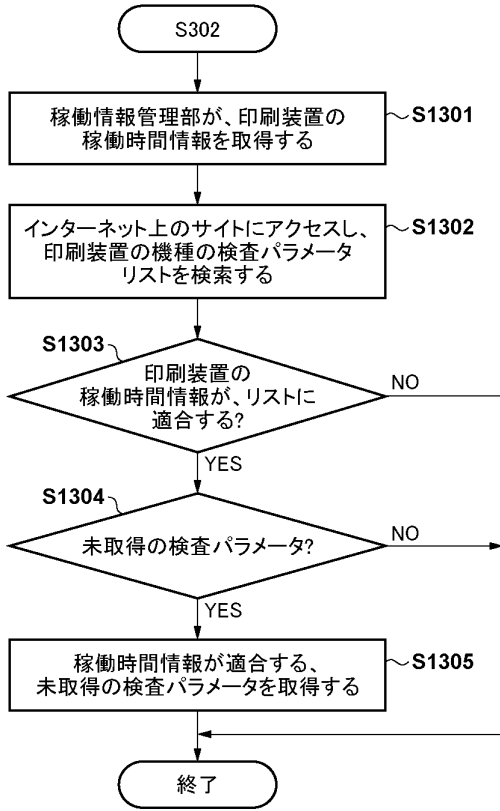 S302
稼働情報管理部が、印刷装置の
稼働時間情報を取得する
S1301
インターネット上のサイトにアクセスし、
印刷装置の機種の検査パラメータ
リストを検索する
S1302
S1303
印刷装置の
稼働時間情報が、リストに
適合する?
NO
YES
S1304
未取得の検査パラメータ?
NO
YES
稼働時間情報が適合する、
未取得の検査パラメータを取得する
S1305
終了